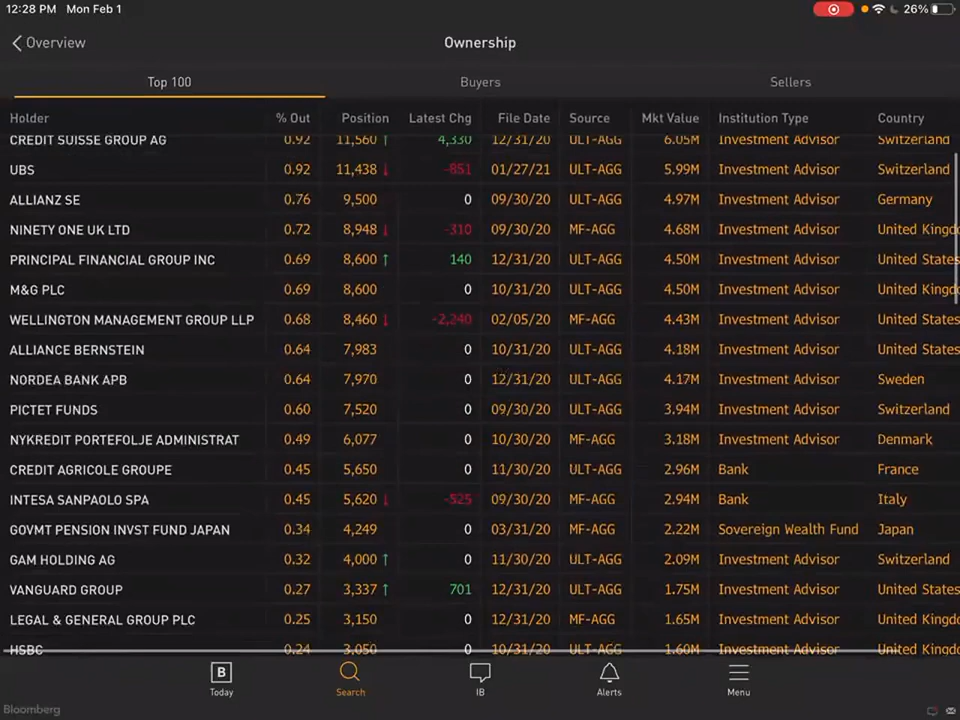 12:28 PM Mon Feb 1 26%
Overview Ownership
Top 100 Buyers Sellers
Holder % Out Position Latest Chg File Date Source Mkt Value Institution Type Country
CREDIT SUISSE GROUP AG 0.92 11,560 ↑ 4,330 12/31/20 ULT-AGG 6.05M Investment Advisor Switzerland
UBS 0.92 11,438 ↓ -851 01/27/21 ULT-AGG 5.99M Investment Advisor Switzerland
ALLIANZ SE 0.76 9,500 0 09/30/20 ULT-AGG 4.97M Investment Advisor Germany
NINETY ONE UK LTD 0.72 8,948 ↓ -310 09/30/20 MF-AGG 4.68M Investment Advisor United Kingd
PRINCIPAL FINANCIAL GROUP INC 0.69 8,600 ↑ 140 12/31/20 ULT-AGG 4.50M Investment Advisor United States
M&G PLC 0.69 8,600 0 10/31/20 ULT-AGG 4.50M Investment Advisor United Kingd
WELLINGTON MANAGEMENT GROUP LLP 0.68 8,460 ↓ -2,240 02/05/20 MF-AGG 4.43M Investment Advisor United States
ALLIANCE BERNSTEIN 0.64 7,983 0 10/31/20 ULT-AGG 4.18M Investment Advisor United States
NORDEA BANK APB 0.64 7,970 0 12/31/20 ULT-AGG 4.17M Investment Advisor Sweden
PICTET FUNDS 0.60 7,520 0 09/30/20 ULT-AGG 3.94M Investment Advisor Switzerland
NYKREDIT PORTEFOLJE ADMINISTRAT 0.49 6,077 0 10/30/20 MF-AGG 3.18M Investment Advisor Denmark
CREDIT AGRICOLE GROUPE 0.45 5,650 0 11/30/20 ULT-AGG 2.96M Bank France
INTESA SANPAOLO SPA 0.45 5,620 ↓ -525 09/30/20 MF-AGG 2.94M Bank Italy
GOVMT PENSION INVST FUND JAPAN 0.34 4,249 0 03/31/20 MF-AGG 2.22M Sovereign Wealth Fund Japan
GAM HOLDING AG 0.32 4,000 ↑ 0 11/30/20 ULT-AGG 2.09M Investment Advisor Switzerland
VANGUARD GROUP 0.27 3,337 ↑ 701 12/31/20 ULT-AGG 1.75M Investment Advisor United States
LEGAL & GENERAL GROUP PLC 0.25 3,150 0 12/31/20 MF-AGG 1.65M Investment Advisor United Kingd
HSBC 0.24 3,050 0 10/31/20 ULT-AGG 1.60M Investment Advisor United Kingd
B
Today Search IB Alerts Menu
Bloomberg